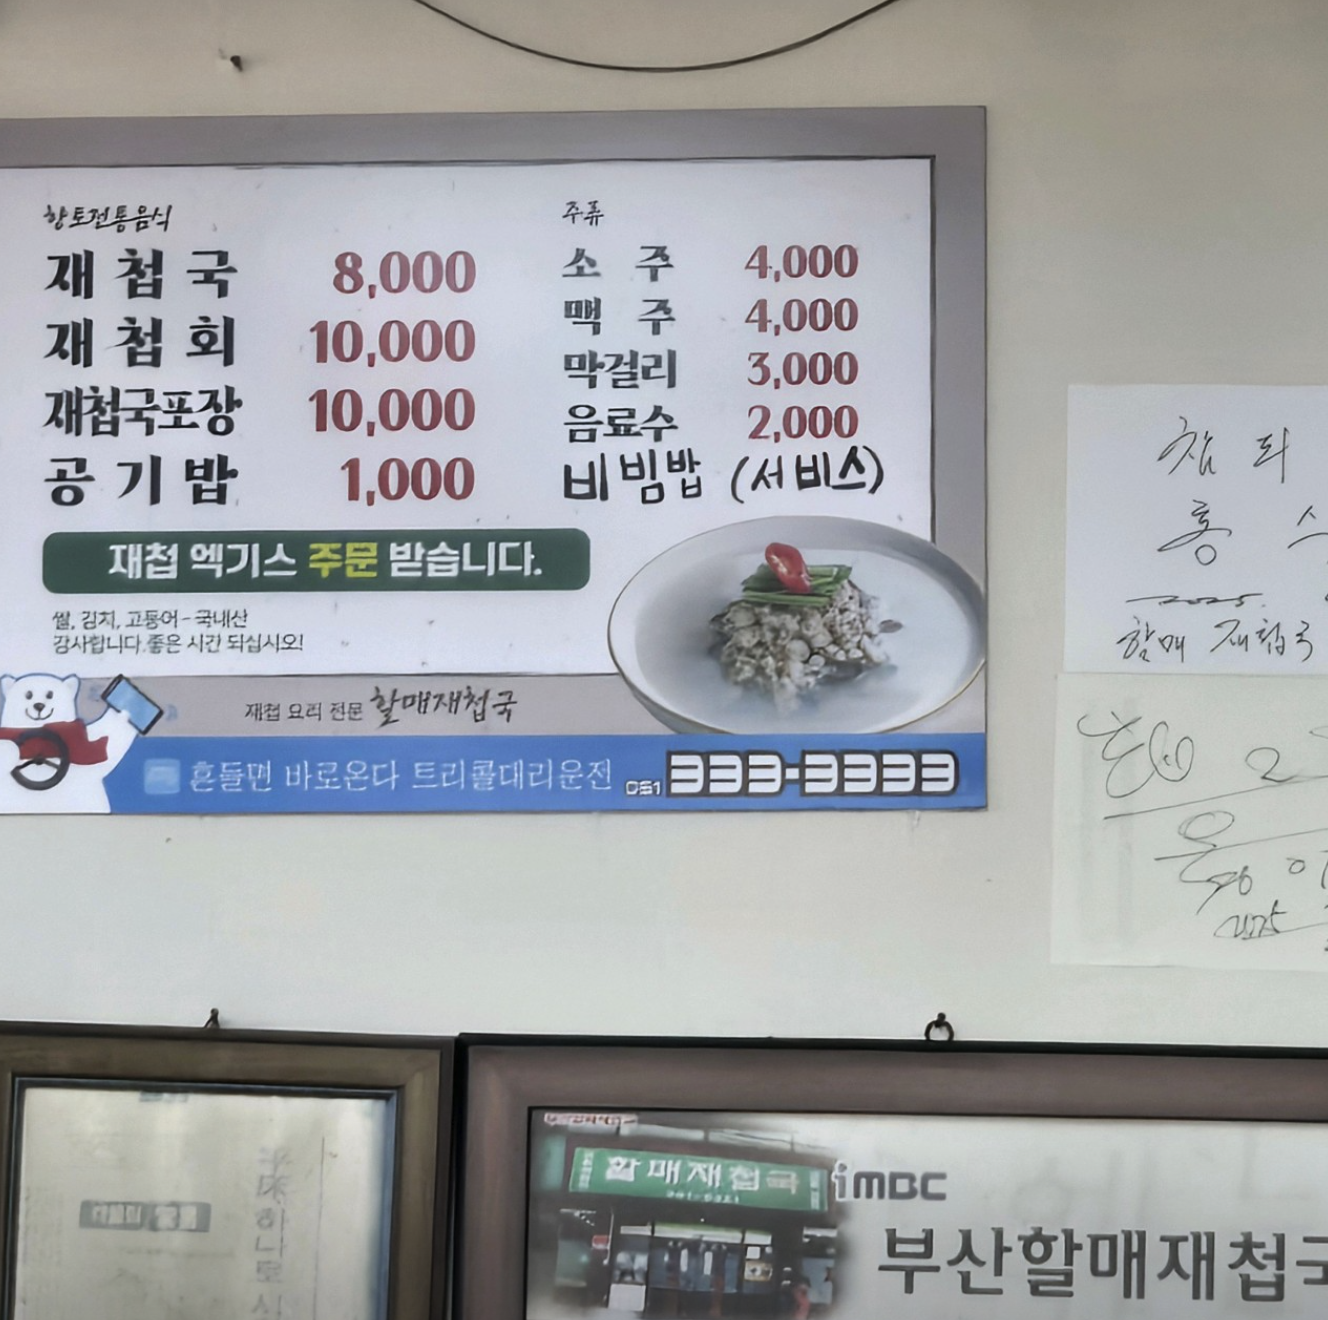 향토전통음식
재첩국 8,000
재첩회 10,000
재첩국포장 10,000
공기밥 1,000
주류
소주 4,000
맥주 4,000
막걸리 3,000
음료수 2,000
비빔밥 (서비스)
재첩 엑기스 주문 받습니다.
쌀, 김치, 고등어-국내산
감사합니다.좋은 시간 되십시오!
재첩 요리 전문 할매재첩국
흔들면 바로온다 트리콜대리운전 051 333-3333
2025.
할매 재첩국
2025
할매재첩국
iMBC
부산할매재첩국